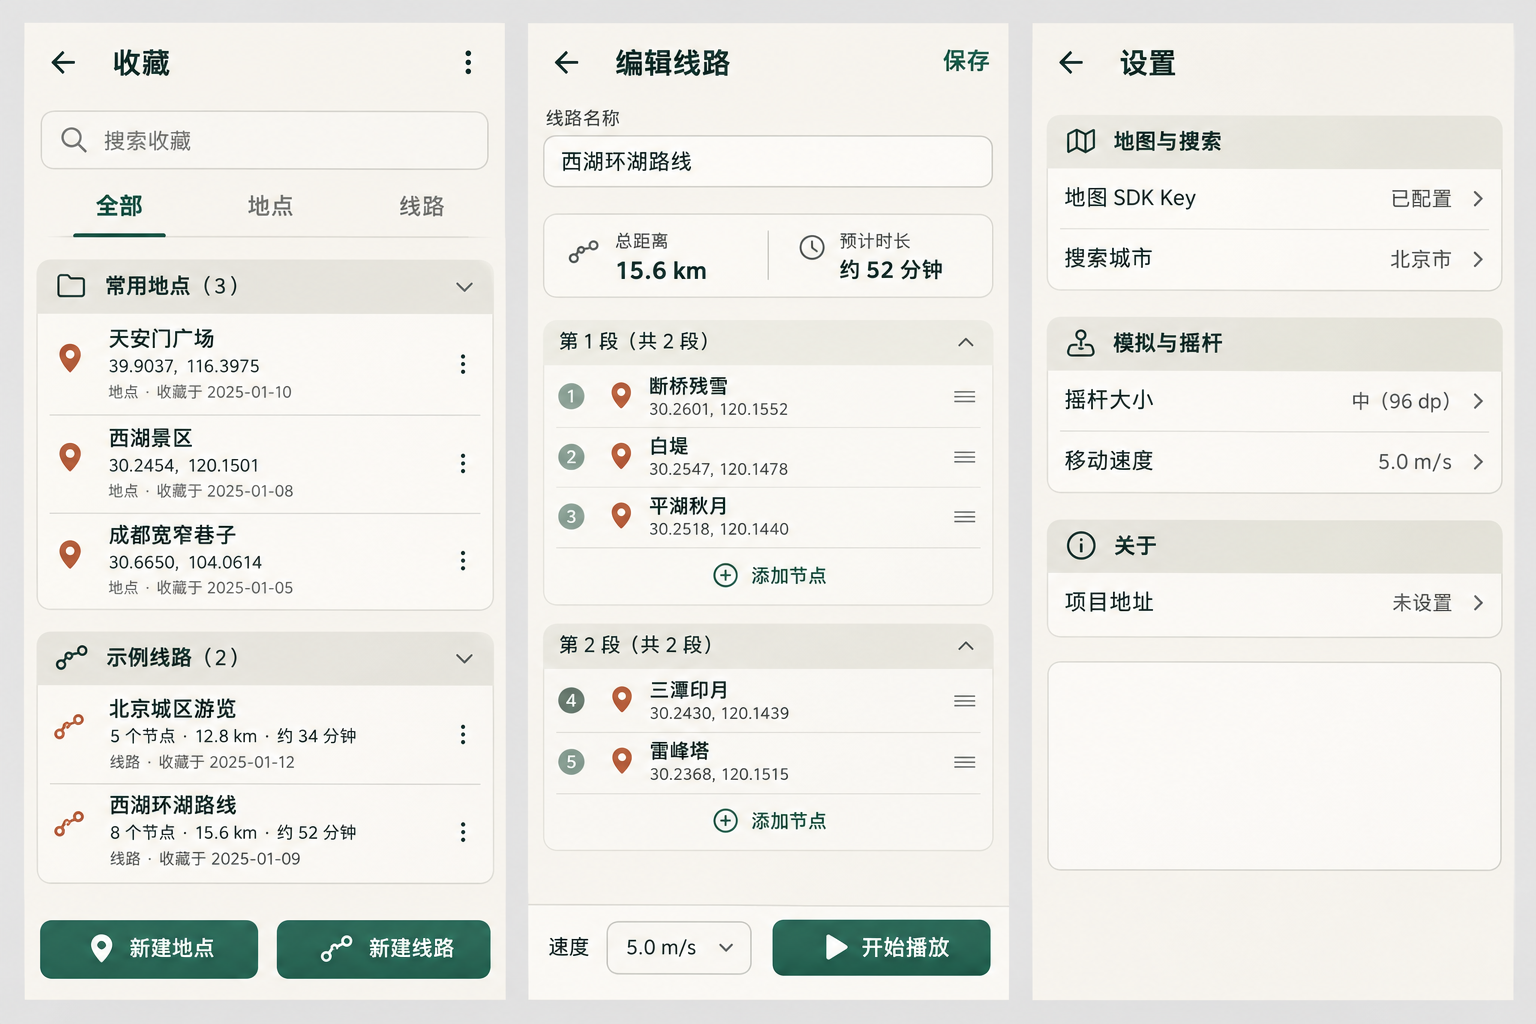 收藏
搜索收藏
全部 地点 线路
常用地点（3）
天安门广场
39.9037, 116.3975
地点 · 收藏于 2025-01-10
西湖景区
30.2454, 120.1501
地点 · 收藏于 2025-01-08
成都宽窄巷子
30.6650, 104.0614
地点 · 收藏于 2025-01-05
示例线路（2）
北京城区游览
5 个节点 · 12.8 km · 约 34 分钟
线路 · 收藏于 2025-01-12
西湖环湖路线
8 个节点 · 15.6 km · 约 52 分钟
线路 · 收藏于 2025-01-09
新建地点 新建线路
编辑线路 保存
线路名称
西湖环湖路线
总距离 预计时长
15.6 km 约 52 分钟
第 1 段（共 2 段）
1 断桥残雪
30.2601, 120.1552
2 白堤
30.2547, 120.1478
3 平湖秋月
30.2518, 120.1440
添加节点
第 2 段（共 2 段）
4 三潭印月
30.2430, 120.1439
5 雷峰塔
30.2368, 120.1515
添加节点
速度 5.0 m/s 开始播放
设置
地图与搜索
地图 SDK Key 已配置
搜索城市 北京市
模拟与摇杆
摇杆大小 中（96 dp）
移动速度 5.0 m/s
关于
项目地址 未设置